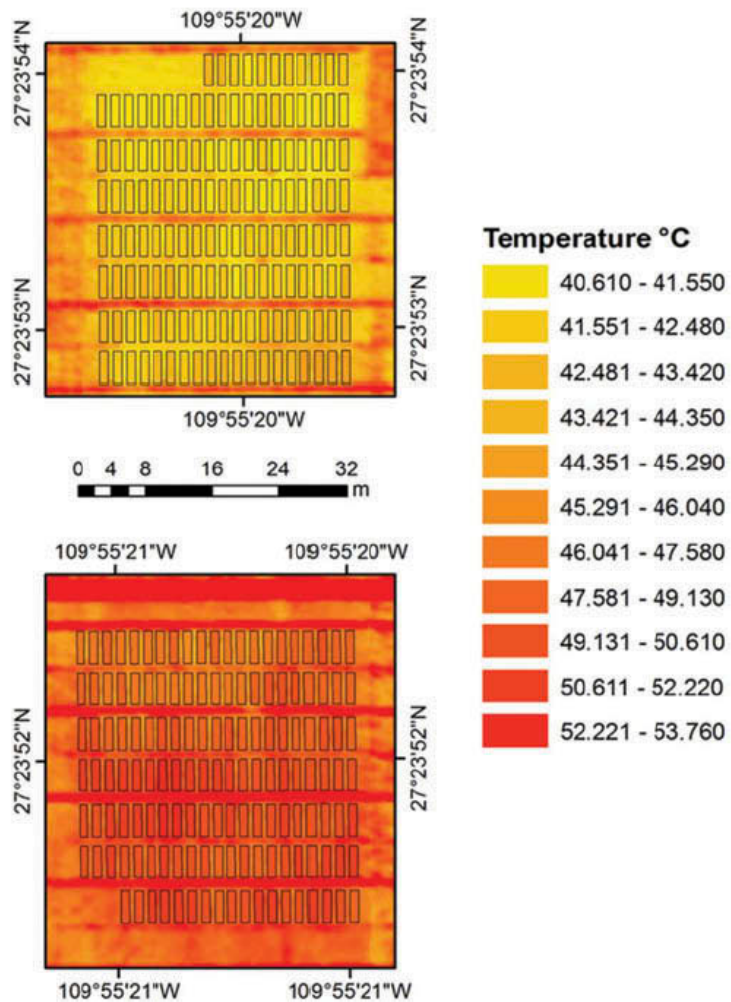 109°55'20"W
27°23'54"N
27°23'54"N
27°23'53"N
27°23'53"N
109°55'20"W
0 4 8 16 24 32
m
Temperature °C
40.610 - 41.550
41.551 - 42.480
42.481 - 43.420
43.421 - 44.350
44.351 - 45.290
45.291 - 46.040
46.041 - 47.580
47.581 - 49.130
49.131 - 50.610
50.611 - 52.220
52.221 - 53.760
109°55'21"W 109°55'20"W
27°23'52"N
27°23'52"N
109°55'21"W 109°55'21"W